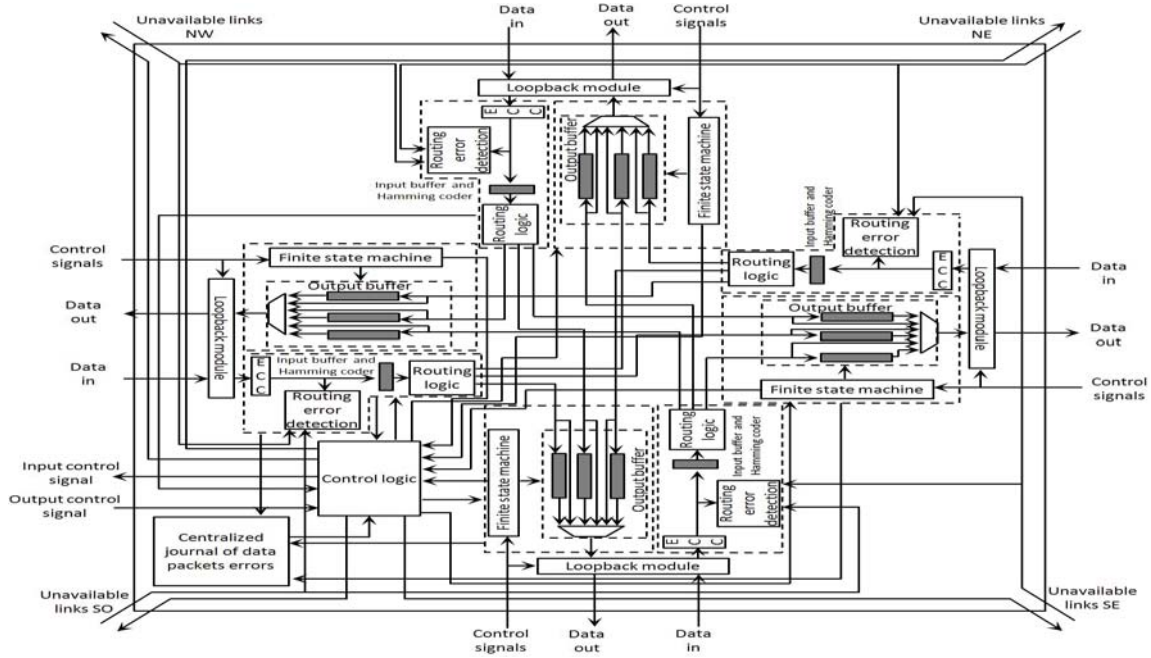 Unavailable links
NW
Data
in
Data
out
Control
signals
Unavailable links
NE
Loopback module
E
C
C
Routing
error
detection
Output buffer
Finite state machine
Input buffer and
Hamming coder
Routing
logic
Input buffer and
Hamming coder
Routing error
detection
Control
signals
Finite state machine
Routing
logic
E
C
C
Loopback module
Data
in
Data
out
Loopback module
Output buffer
Output buffer
Data
out
Data
in
E
C
C
Input buffer and
Hamming coder
Routing
logic
Routing error
detection
Finite state machine
Control
signals
Routing
logic
Input buffer and
Hamming coder
Input control
signal
Output control
signal
Control logic
Finite state machine
Output buffer
Routing error
detection
Centralized
journal of data
packets errors
E
C
C
Loopback module
Unavailable
links SO
Unavailable
links SE
Control
signals
Data
out
Data
in